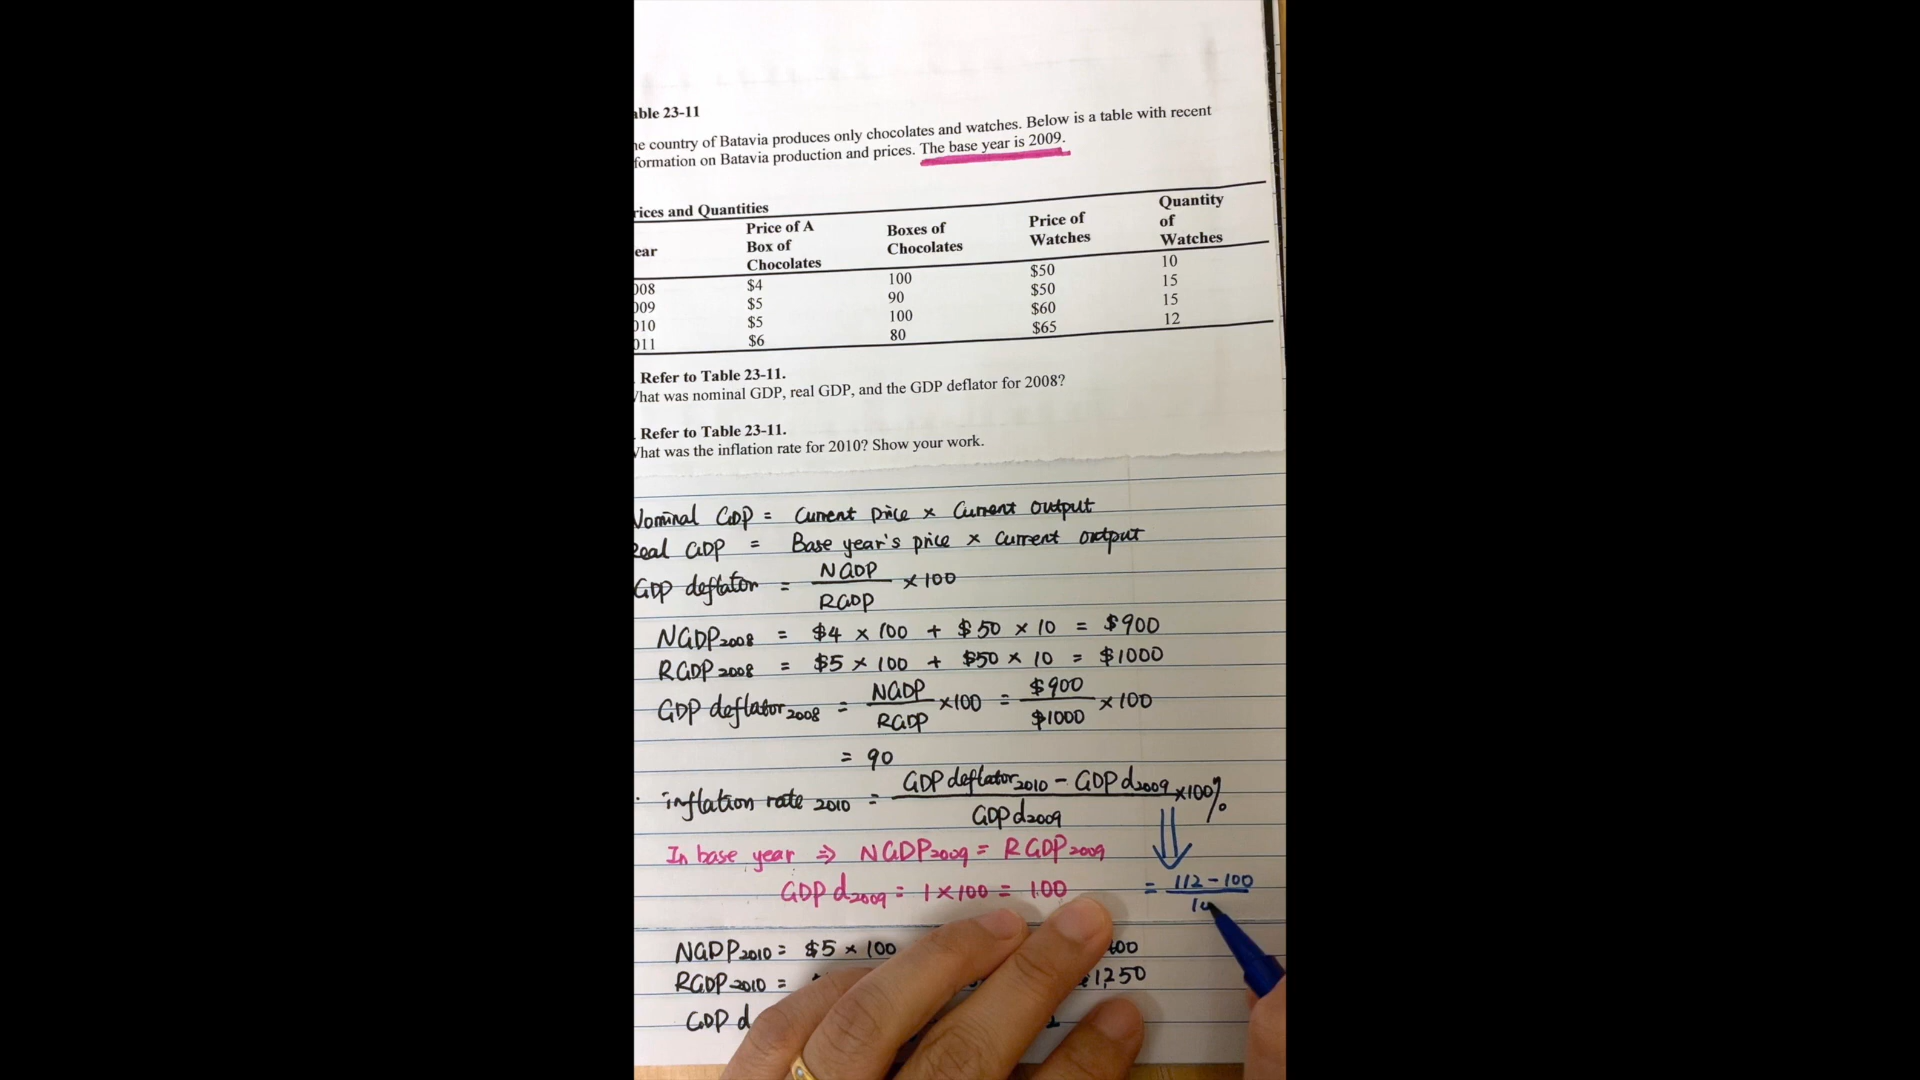 able 23-11
he country of Batavia produces only chocolates and watches. Below is a table with recent
formation on Batavia production and prices. The base year is 2009.
rices and Quantities
ear Price of A Box of Chocolates Boxes of Chocolates Price of Watches Quantity of Watches
008 $4 100 $50 10
009 $5 90 $50 15
010 $5 100 $60 15
011 $6 80 $65 12
. Refer to Table 23-11.
What was nominal GDP, real GDP, and the GDP deflator for 2008?
. Refer to Table 23-11.
What was the inflation rate for 2010? Show your work.
Nominal GDP = Current price × Current output
Real GDP = Base year's price × Current output
GDP deflator = NGDP / RGDP × 100
NGDP2008 = $4 × 100 + $50 × 10 = $900
RGDP2008 = $5 × 100 + $50 × 10 = $1000
GDP deflator2008 = NGDP / RGDP × 100 = $900 / $1000 × 100
= 90
inflation rate 2010 = GDP deflator2010 - GDP d2009 / GDP d2009 × 100%
In base year ⇒ NGDP2009 = RGDP2009
GDP d2009 = 1 × 100 = 100
= 112 - 100
NGDP2010 = $5 × 100
RGDP2010 = 1250
GDP d